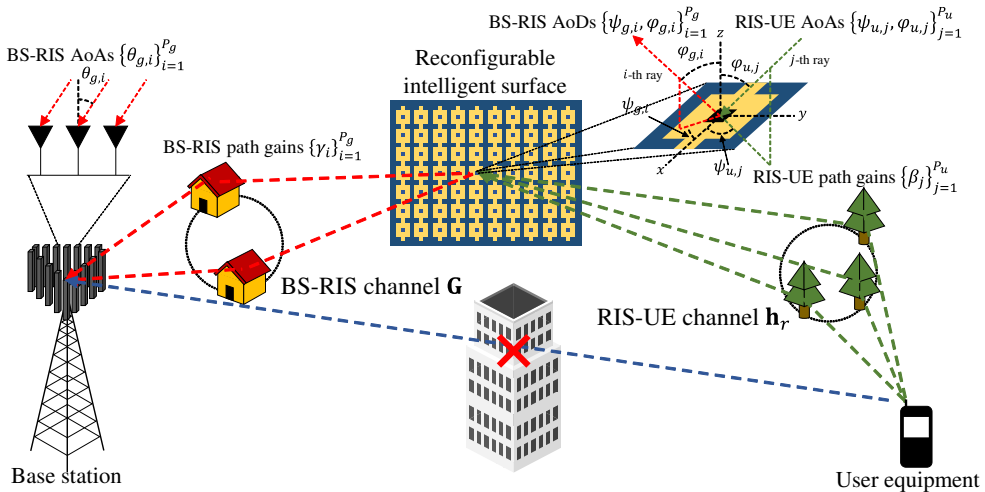 BS-RIS AoAs {θ_{g,i}}_{i=1}^{P_g}
θ_{g,i}
BS-RIS path gains {γ_i}_{i=1}^{P_g}
Reconfigurable
intelligent surface
BS-RIS AoDs {ψ_{g,i}, φ_{g,i}}_{i=1}^{P_g}
RIS-UE AoAs {ψ_{u,j}, φ_{u,j}}_{j=1}^{P_u}
z
φ_{g,i}
φ_{u,j}
i-th ray
j-th ray
ψ_{g,i}
y
x
ψ_{u,j}
RIS-UE path gains {β_j}_{j=1}^{P_u}
BS-RIS channel G
RIS-UE channel h_r
Base station
User equipment